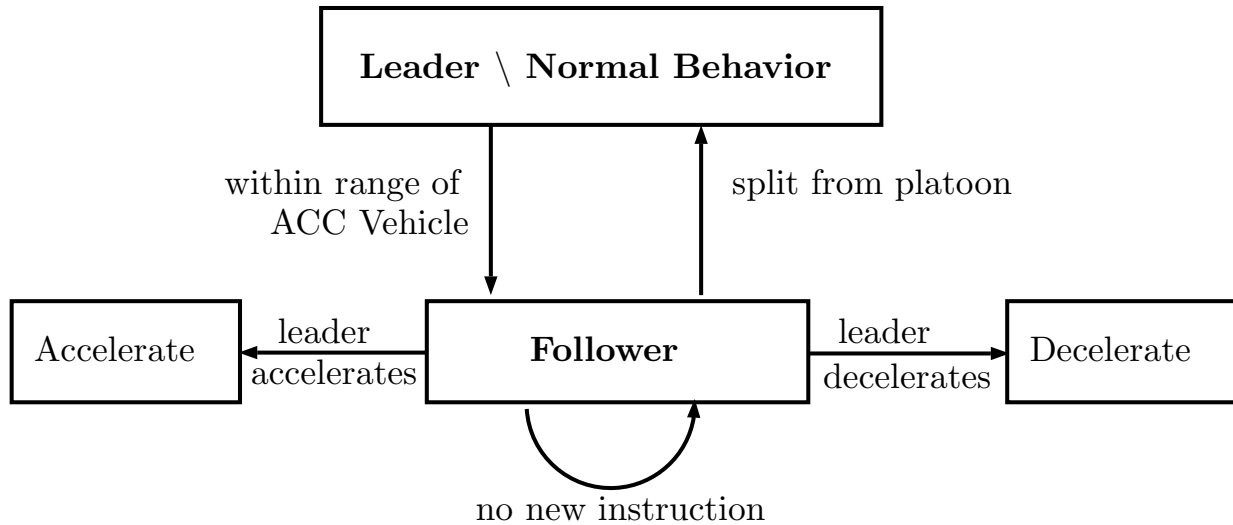 Leader \ Normal Behavior
within range of
ACC Vehicle
split from platoon
Accelerate
leader
accelerates
Follower
leader
decelerates
Decelerate
no new instruction